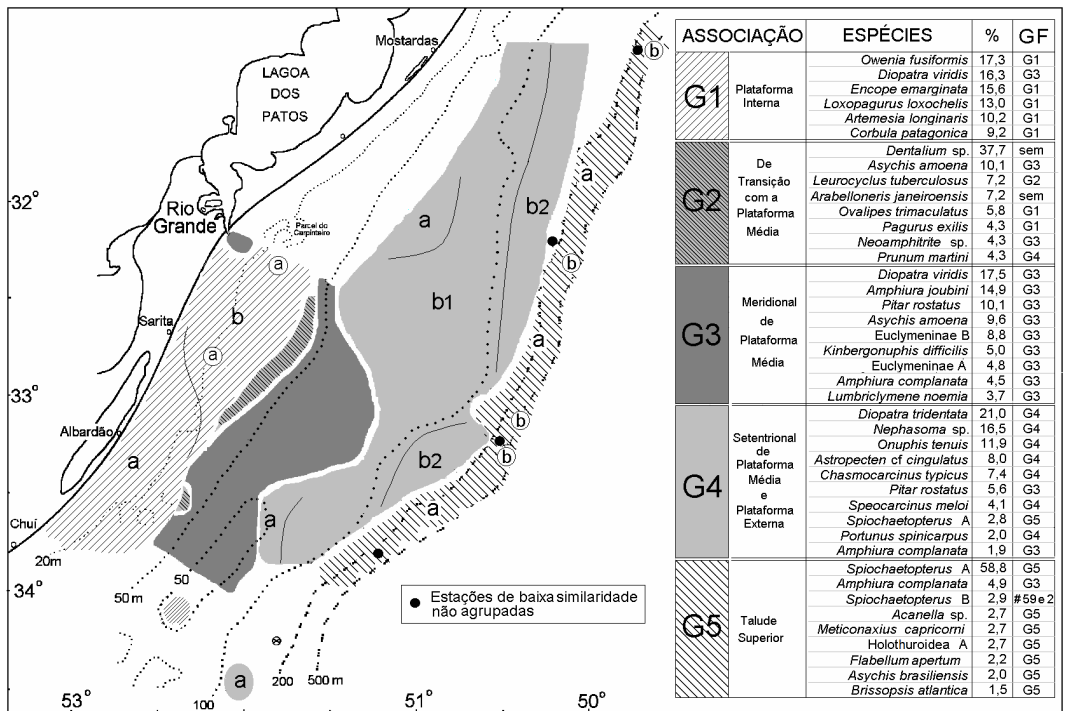 Mostardas
LAGOA
DOS
PATOS
32°
Rio
Grande
Parcel do
Carpinteiro
Sarita
33°
Albardão
Chuí
34°
20m
50
50 m
100
200
500 m
53°
52°
51°
50°
a
b
a
a
a
b1
b2
a
b2
a
a
a
a
a
b
b
b
b
Estações de baixa similaridade
não agrupadas
ASSOCIAÇÃO ESPÉCIES % GF
G1 Plataforma Interna
Owenia fusiformis 17,3 G1
Diopatra viridis 16,3 G3
Encope emarginata 15,6 G1
Loxopagurus loxochelis 13,0 G1
Artemesia longinaris 10,2 G1
Corbula patagonica 9,2 G1
G2 De Transição com a Plataforma Média
Dentalium sp. 37,7 sem
Asychis amoena 10,1 G3
Leurocyclus tuberculosus 7,2 G2
Arabelloneris janeiroensis 7,2 sem
Ovalipes trimaculatus 5,8 G1
Pagurus exilis 4,3 G1
Neoamphitrite sp. 4,3 G3
Prunum martini 4,3 G4
G3 Meridional de Plataforma Média
Diopatra viridis 17,5 G3
Amphiura joubini 14,9 G3
Pitar rostatus 10,1 G3
Asychis amoena 9,6 G3
Euclymeninae B 8,8 G3
Kinbergonuphis difficilis 5,0 G3
Euclymeninae A 4,8 G3
Amphiura complanata 4,5 G3
Lumbriclymene noemia 3,7 G3
G4 Setentrional de Plataforma Média e Plataforma Externa
Diopatra tridentata 21,0 G4
Nephasoma sp. 16,5 G4
Onuphis tenuis 11,9 G4
Astropecten cf cingulatus 8,0 G4
Chasmocarcinus typicus 7,4 G4
Pitar rostatus 5,6 G3
Speocarcinus meloi 4,1 G4
Spiochaetopterus A 2,8 G5
Portunus spinicarpus 2,0 G4
Amphiura complanata 1,9 G3
G5 Talude Superior
Spiochaetopterus A 58,8 G5
Amphiura complanata 4,9 G3
Spiochaetopterus B 2,9 #59e2
Acanella sp. 2,7 G5
Meticonaxius capricorni 2,7 G5
Holothuroidea A 2,7 G5
Flabellum apertum 2,2 G5
Asychis brasiliensis 2,0 G5
Brissopsis atlantica 1,5 G5